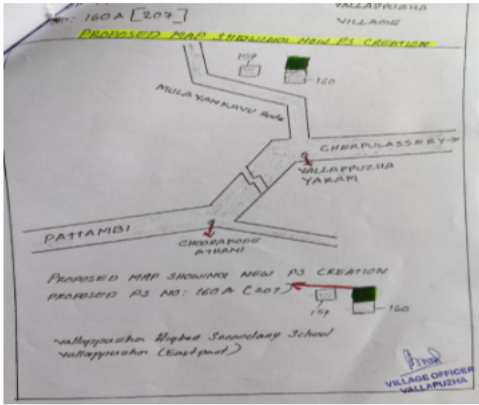 NO: 160A [207]
VALLAPPUZHA
VILLAGE
PROPOSED MAP SHOWING NEW PS CREATION
159
160
MULAYANKAVU Road
CHERPULASSERY
VALLAPPUZHA
YARAM
PATTAMBI
CHOORAKODE
ATHANI
PROPOSED MAP SHOWING NEW PS CREATION
PROPOSED PS NO: 160A (207)
159
160
Vallappuzha Higher Secondary School
Vallappuzha (East part)
VILLAGE OFFICER
VALLAPUZHA